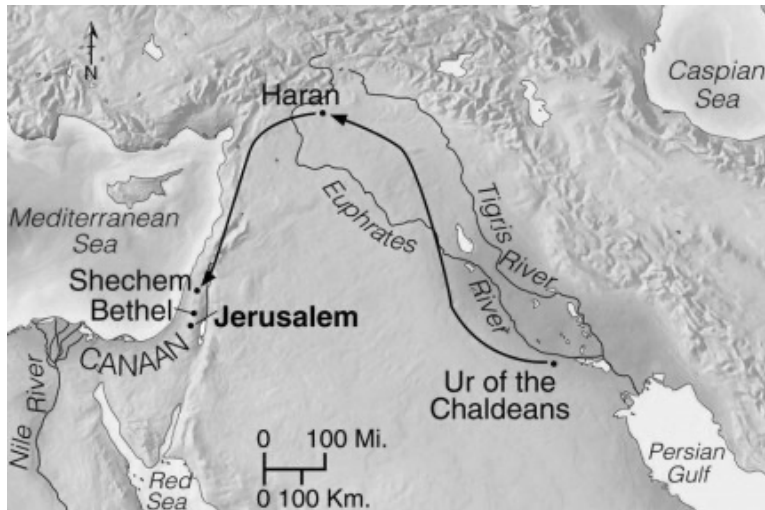 N
Haran
Caspian
Sea
Mediterranean
Sea
Euphrates
River
Tigris
River
Shechem
Bethel
Jerusalem
CANAAN
Ur of the
Chaldeans
Nile River
Red
Sea
Persian
Gulf
0 100 Mi.
0 100 Km.